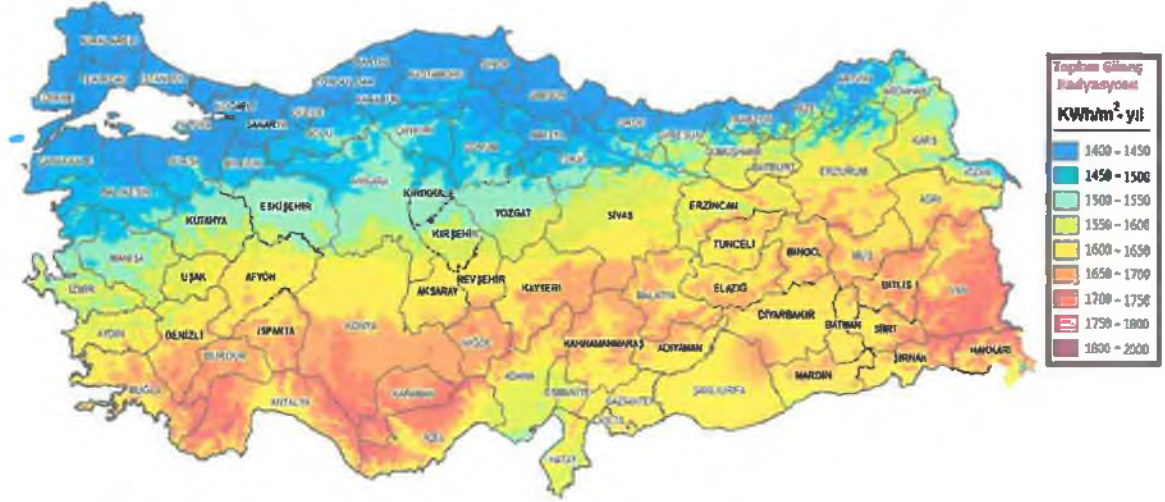 KIRKLARELİ
SİNOP
BARTIN
KASTAMONU
TEKİRDAĞ
İSTANBUL
ZONGULDAK
SAMSUN
ARTVİN
EDİRNE
KARABÜK
ARDAHAN
KOCAELİ
DÜZCE
ORDU
RİZE
SAKARYA
BOLU
ÇANKIRI
AMASYA
GİRESUN
TRABZON
KARS
ÇORUM
ÇANAKKALE
BURSA
BİLECİK
TOKAT
GÜMÜŞHANE
BAYBURT
ERZURUM
IĞDIR
BALIKESİR
ANKARA
KIRIKKALE
AĞRI
KÜTAHYA
ESKİŞEHİR
YOZGAT
SİVAS
ERZİNCAN
KIRŞEHİR
TUNCELİ
BİNGÖL
MUŞ
MANİSA
UŞAK
AFYON
NEVŞEHİR
KAYSERİ
MALATYA
ELAZIĞ
BİTLİS
VAN
İZMİR
AKSARAY
DİYARBAKIR
AYDIN
DENİZLİ
ISPARTA
KONYA
NİĞDE
KAHRAMANMARAŞ
ADIYAMAN
BATMAN
SİİRT
BURDUR
HAKKARİ
ŞIRNAK
MARDİN
MUĞLA
ANTALYA
KARAMAN
ADANA
OSMANİYE
GAZİANTEP
ŞANLIURFA
KİLİS
İÇEL
HATAY
Toplam Güneş
Radyasyonu
KWh/m²-yıl
1400 - 1450
1450 - 1500
1500 - 1550
1550 - 1600
1600 - 1650
1650 - 1700
1700 - 1750
1750 - 1800
1800 - 2000